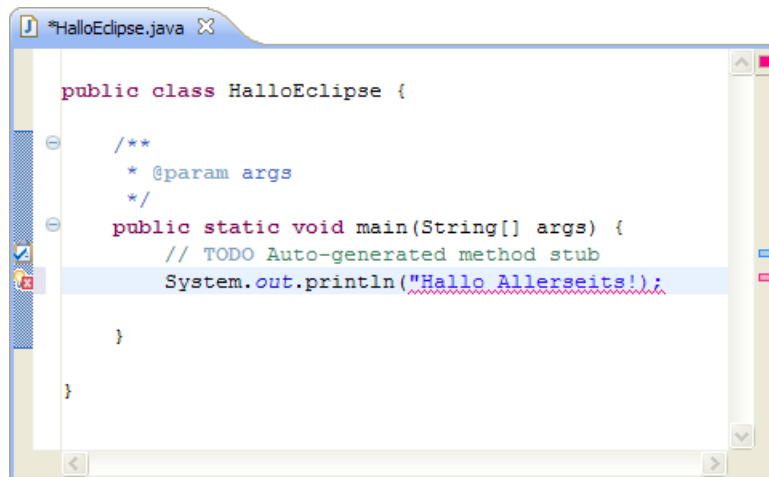 *HalloEclipse.java
public class HalloEclipse {
/**
* @param args
*/
public static void main(String[] args) {
// TODO Auto-generated method stub
System.out.println("Hallo Allerseits!);
}
}